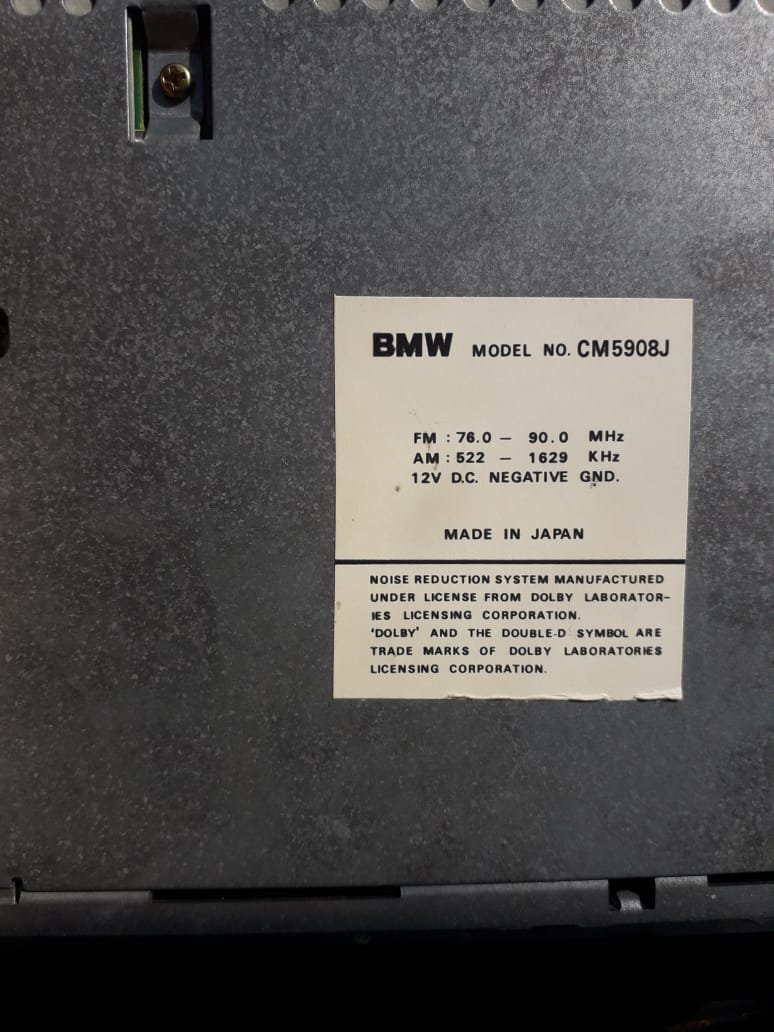 BMW MODEL NO. CM5908J
FM : 76.0 – 90.0 MHz
AM : 522 – 1629 KHz
12V D.C. NEGATIVE GND.
MADE IN JAPAN
NOISE REDUCTION SYSTEM MANUFACTURED
UNDER LICENSE FROM DOLBY LABORATOR-
IES LICENSING CORPORATION.
'DOLBY' AND THE DOUBLE-D SYMBOL ARE
TRADE MARKS OF DOLBY LABORATORIES
LICENSING CORPORATION.